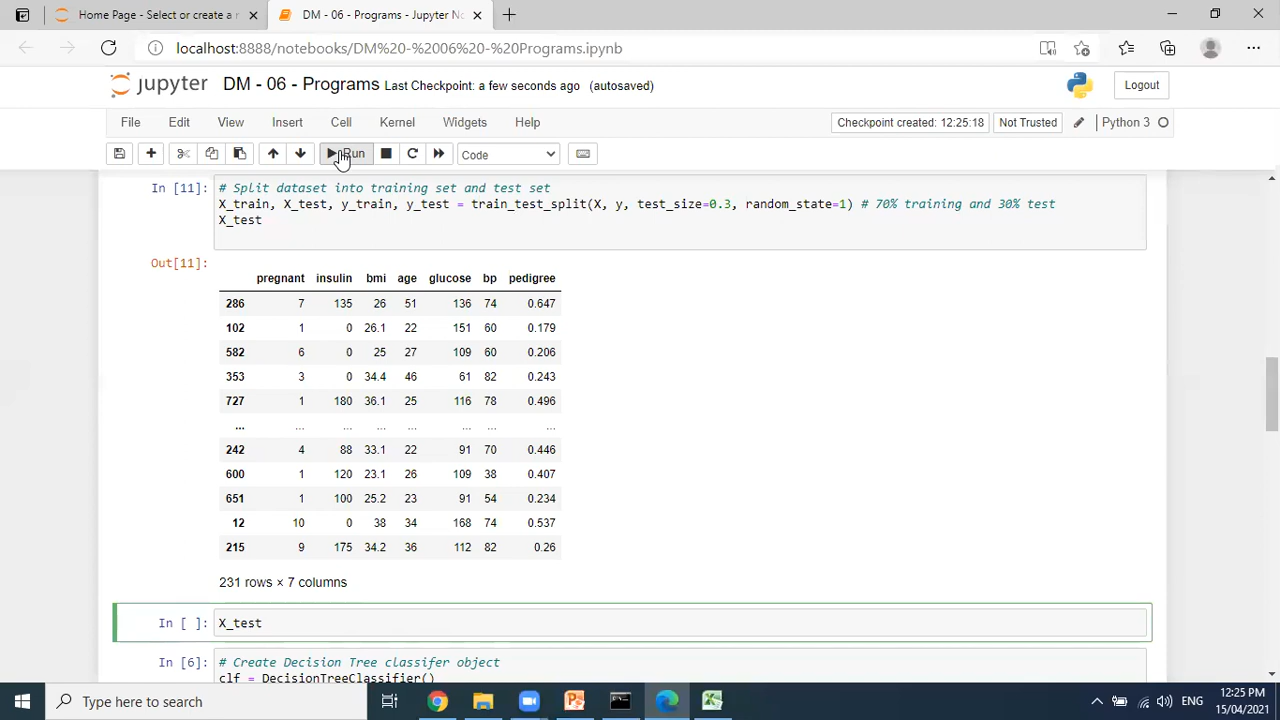 Home Page - Select or create a n
DM - 06 - Programs - Jupyter No
localhost:8888/notebooks/DM%20-%2006%20-%20Programs.ipynb
jupyter DM - 06 - Programs Last Checkpoint: a few seconds ago (autosaved)
Logout
File Edit View Insert Cell Kernel Widgets Help
Checkpoint created: 12:25:18 Not Trusted Python 3
Run Code
In [11]: # Split dataset into training set and test set
X_train, X_test, y_train, y_test = train_test_split(X, y, test_size=0.3, random_state=1) # 70% training and 30% test
X_test
Out[11]:
pregnant insulin bmi age glucose bp pedigree
286 7 135 26 51 136 74 0.647
102 1 0 26.1 22 151 60 0.179
582 6 0 25 27 109 60 0.206
353 3 0 34.4 46 61 82 0.243
727 1 180 36.1 25 116 78 0.496
... ... ... ... ... ... ... ...
242 4 88 33.1 22 91 70 0.446
600 1 120 23.1 26 109 38 0.407
651 1 100 25.2 23 91 54 0.234
12 10 0 38 34 168 74 0.537
215 9 175 34.2 36 112 82 0.26
231 rows × 7 columns
In [ ]: X_test
In [6]: # Create Decision Tree classifer object
clf = DecisionTreeClassifier()
Type here to search
ENG
12:25 PM
15/04/2021